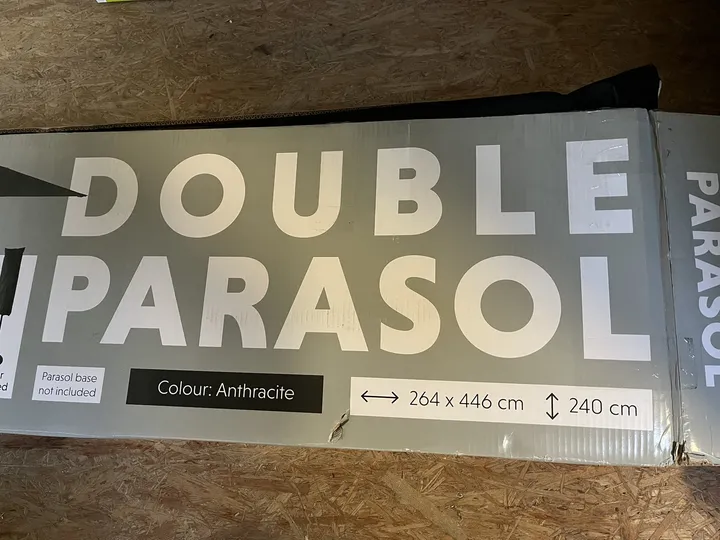 DOUBLE
PARASOL
Parasol base
not included
Colour: Anthracite
264 x 446 cm
240 cm
PARASOL